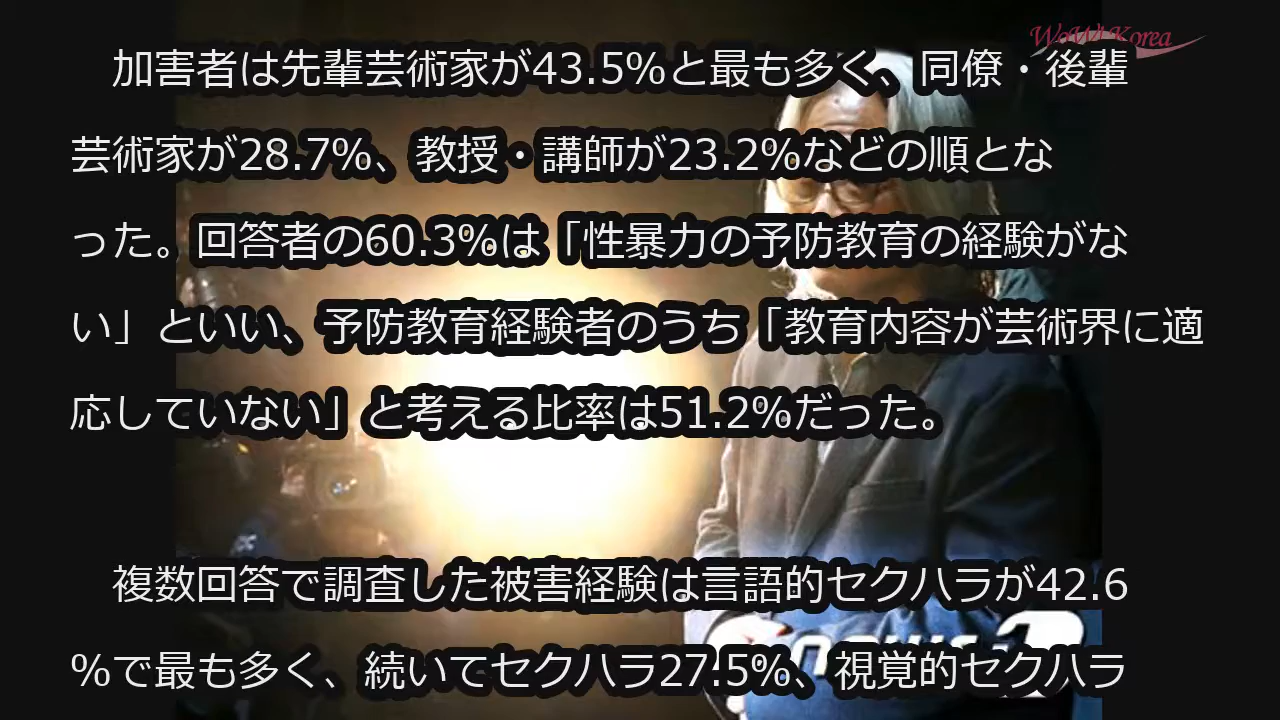 WoW! Korea
加害者は先輩芸術家が43.5%と最も多く、同僚・後輩
芸術家が28.7%、教授・講師が23.2%などの順とな
った。回答者の60.3%は「性暴力の予防教育の経験がな
い」といい、予防教育経験者のうち「教育内容が芸術界に適
応していない」と考える比率は51.2%だった。
複数回答で調査した被害経験は言語的セクハラが42.6
%で最も多く、続いてセクハラ27.5%、視覚的セクハラ